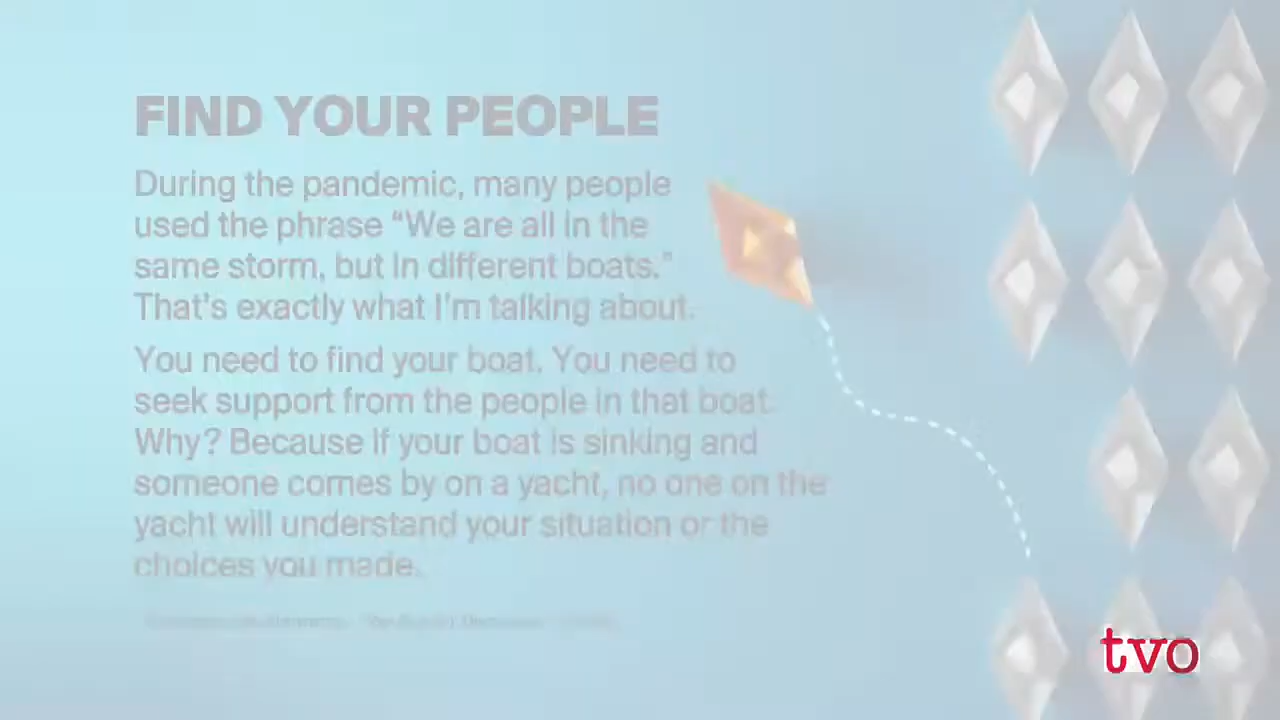 FIND YOUR PEOPLE
During the pandemic, many people
used the phrase “We are all in the
same storm, but in different boats.”
That's exactly what I'm talking about.
You need to find your boat. You need to
seek support from the people in that boat.
Why? Because if your boat is sinking and
someone comes by on a yacht, no one on the
yacht will understand your situation or the
choices you made.
tvo